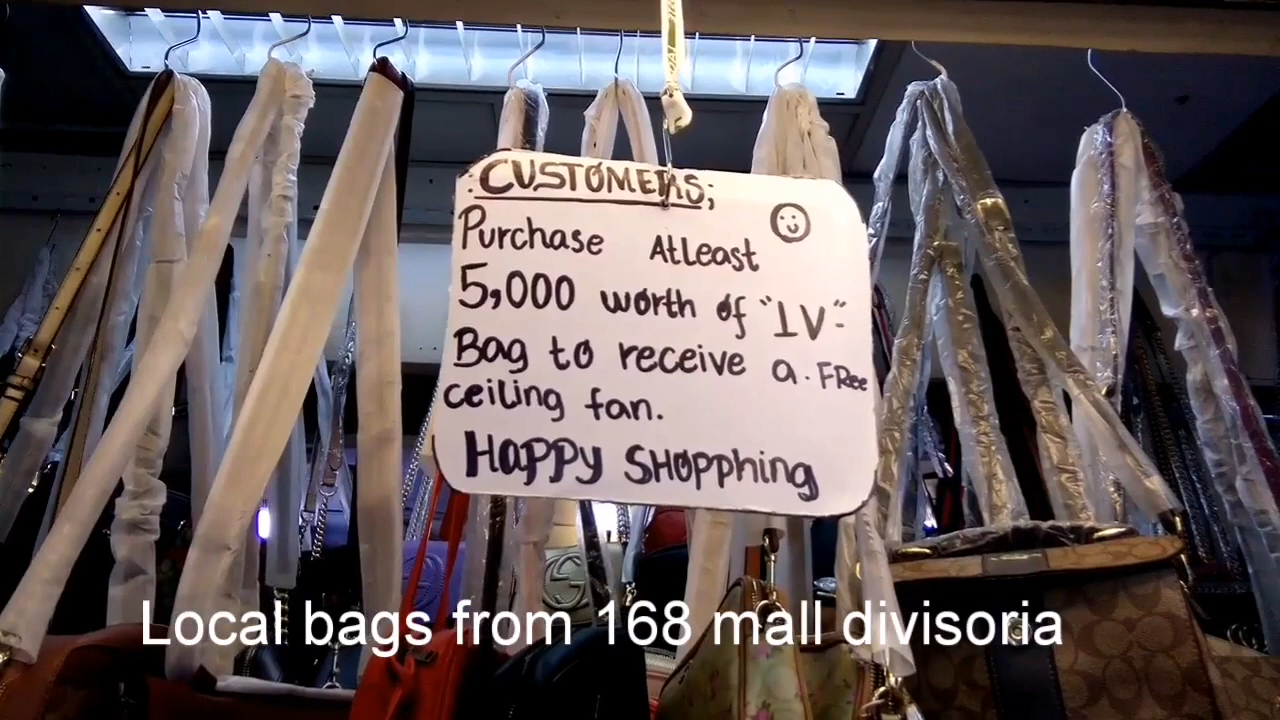 CUSTOMERS;
Purchase AtLeast
5,000 worth of "LV"
Bag to receive a. FRee
ceiling fan.
HAPPY SHOPPhing
Local bags from 168 mall divisoria